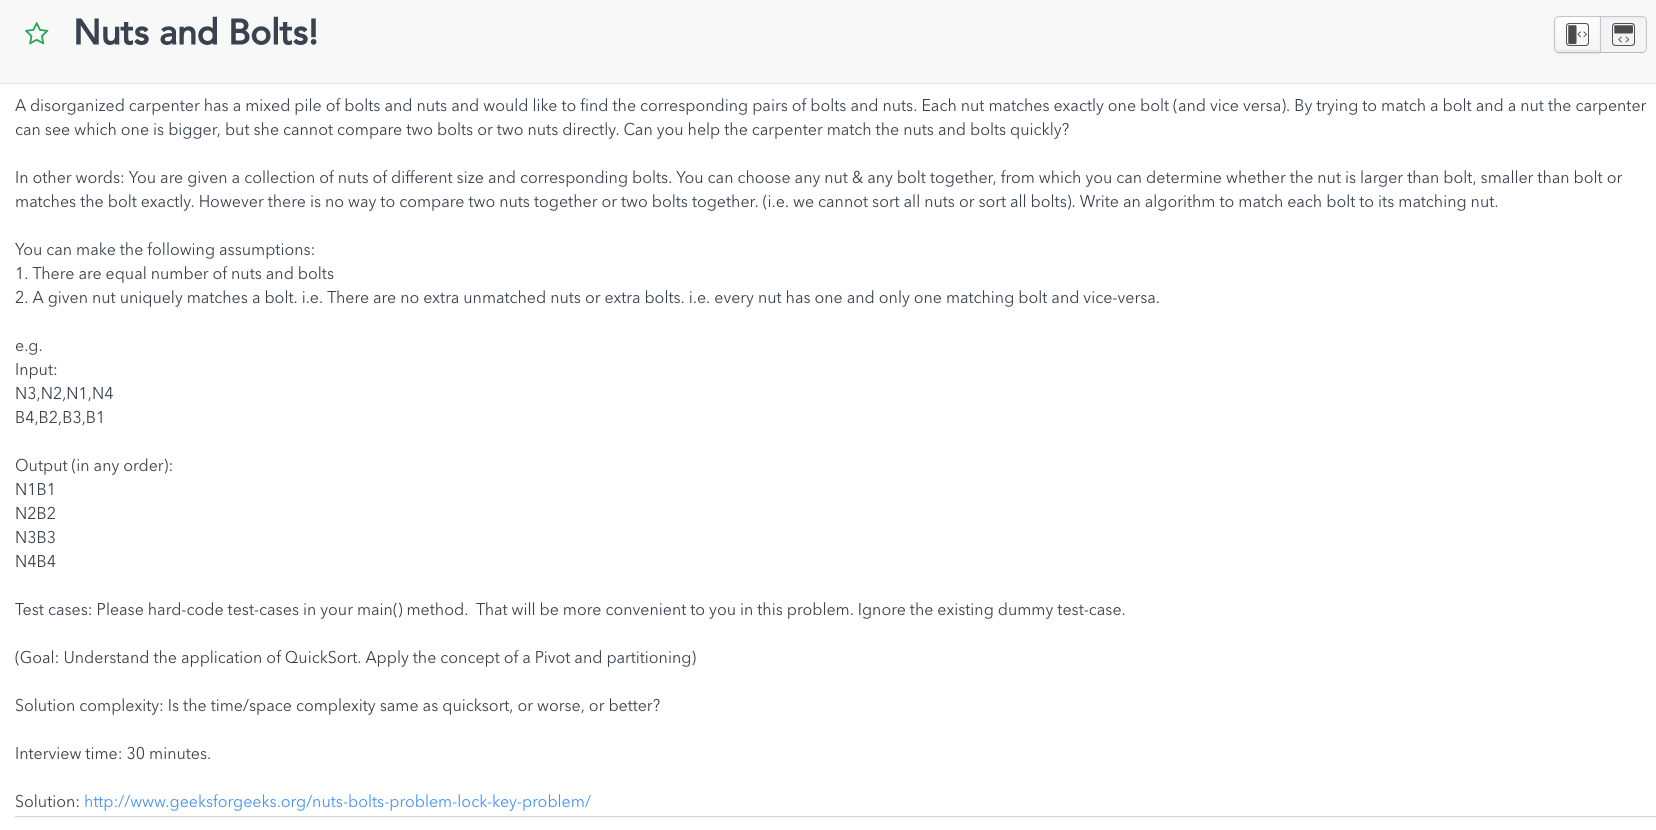 Nuts and Bolts!
A disorganized carpenter has a mixed pile of bolts and nuts and would like to find the corresponding pairs of bolts and nuts. Each nut matches exactly one bolt (and vice versa). By trying to match a bolt and a nut the carpenter
can see which one is bigger, but she cannot compare two bolts or two nuts directly. Can you help the carpenter match the nuts and bolts quickly?
In other words: You are given a collection of nuts of different size and corresponding bolts. You can choose any nut & any bolt together, from which you can determine whether the nut is larger than bolt, smaller than bolt or
matches the bolt exactly. However there is no way to compare two nuts together or two bolts together. (i.e. we cannot sort all nuts or sort all bolts). Write an algorithm to match each bolt to its matching nut.
You can make the following assumptions:
1. There are equal number of nuts and bolts
2. A given nut uniquely matches a bolt. i.e. There are no extra unmatched nuts or extra bolts. i.e. every nut has one and only one matching bolt and vice-versa.
e.g.
Input:
N3,N2,N1,N4
B4,B2,B3,B1
Output (in any order):
N1B1
N2B2
N3B3
N4B4
Test cases: Please hard-code test-cases in your main() method.  That will be more convenient to you in this problem. Ignore the existing dummy test-case.
(Goal: Understand the application of QuickSort. Apply the concept of a Pivot and partitioning)
Solution complexity: Is the time/space complexity same as quicksort, or worse, or better?
Interview time: 30 minutes.
Solution: http://www.geeksforgeeks.org/nuts-bolts-problem-lock-key-problem/